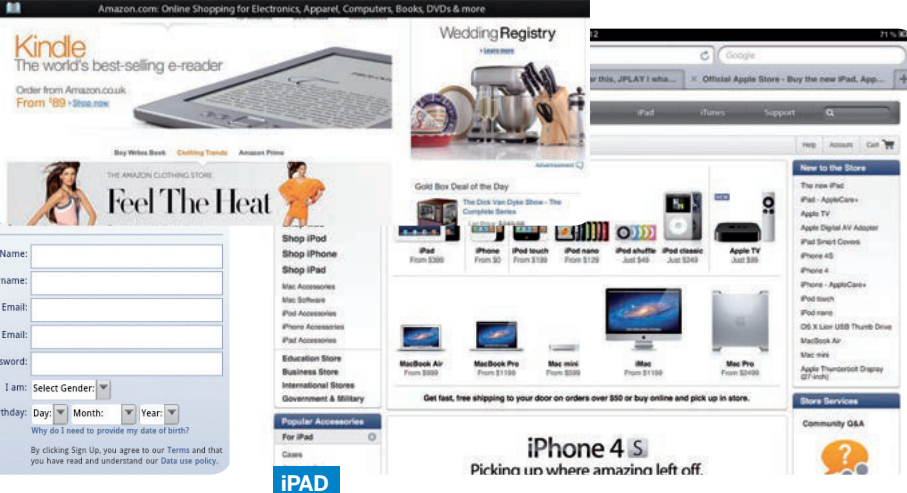 Amazon.com: Online Shopping for Electronics, Apparel, Computers, Books, DVDs & more
Kindle
The world's best-selling e-reader
Order from Amazon.co.uk
From $89 › Shop now
Wedding Registry
› Learn more
Buy Writes Book Clothing Trends Amazon Prime
Advertisement
THE AMAZON CLOTHING STORE
Feel The Heat
Gold Box Deal of the Day
The Dick Van Dyke Show - The
Complete Series
12
71 %
Google
ar this, JPLAY I wha...
Official Apple Store - Buy the new iPad, App...
iPad iTunes Support
Help Account Cart
New to the Store
The new iPad
iPad - AppleCare+
Apple TV
Apple Digital AV Adapter
iPad Smart Covers
iPhone 4S
iPhone 4
iPhone - AppleCare+
iPod touch
iPod nano
OS X Lion USB Thumb Drive
MacBook Air
Mac mini
Apple Thunderbolt Display
(27-inch)
Store Services
Community Q&A
Shop iPod
Shop iPhone
Shop iPad
Mac Accessories
Mac Software
iPod Accessories
iPhone Accessories
iPad Accessories
Education Store
Business Store
International Stores
Government & Military
Popular Accessories
For iPad
Cases
NEW
iPad
From $399
iPhone
From $0
iPod touch
From $199
iPod nano
From $129
iPod shuffle
Just $49
iPod classic
Just $249
Apple TV
Just $99
MacBook Air
From $999
MacBook Pro
From $1199
Mac mini
From $599
iMac
From $1199
Mac Pro
From $2499
Get fast, free shipping to your door on orders over $50 or buy online and pick up in store.
iPhone 4S
Picking up where amazing left off.
Name:
rname:
Email:
Email:
sword:
I am: Select Gender:
thday: Day: Month: Year:
Why do I need to provide my date of birth?
By clicking Sign Up, you agree to our Terms and that
you have read and understand our Data use policy.
iPAD